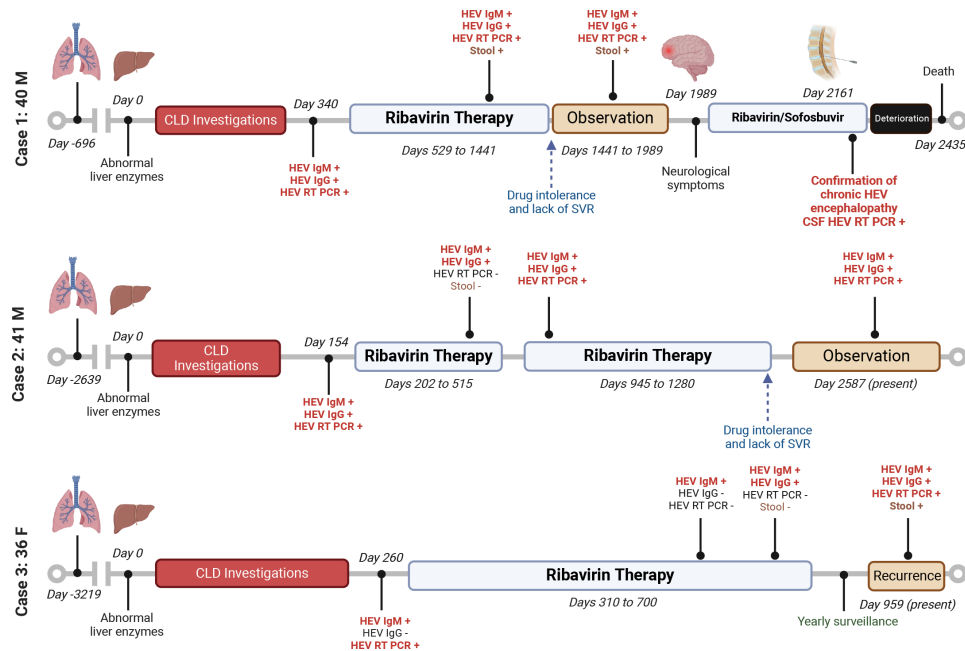 Case 1: 40 M
HEV IgM +
HEV IgG +
HEV RT PCR +
Stool +
HEV IgM +
HEV IgG +
HEV RT PCR +
Stool +
Day 0
Day 340
Day 1989
Day 2161
Death
CLD Investigations
Ribavirin Therapy
Observation
Ribavirin/Sofosbuvir
Deterioration
Day -696
Days 529 to 1441
Days 1441 to 1989
Day 2435
Abnormal
liver enzymes
HEV IgM +
HEV IgG +
HEV RT PCR +
Drug intolerance
and lack of SVR
Neurological
symptoms
Confirmation of
chronic HEV
encephalopathy
CSF HEV RT PCR +
Case 2: 41 M
HEV IgM +
HEV IgG +
HEV RT PCR -
Stool -
HEV IgM +
HEV IgG +
HEV RT PCR +
HEV IgM +
HEV IgG +
HEV RT PCR +
Day 0
Day 154
CLD
Investigations
Ribavirin Therapy
Ribavirin Therapy
Observation
Day -2639
Days 202 to 515
Days 945 to 1280
Day 2587 (present)
Abnormal
liver enzymes
HEV IgM +
HEV IgG +
HEV RT PCR +
Drug intolerance
and lack of SVR
Case 3: 36 F
HEV IgM +
HEV IgG -
HEV RT PCR -
HEV IgM +
HEV IgG +
HEV RT PCR -
Stool -
HEV IgM +
HEV IgG +
HEV RT PCR +
Stool +
Day 0
Day 260
CLD Investigations
Ribavirin Therapy
Recurrence
Day -3219
Days 310 to 700
Day 959 (present)
Abnormal
liver enzymes
HEV IgM +
HEV IgG -
HEV RT PCR +
Yearly surveillance